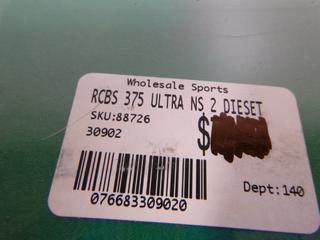 Wholesale Sports
RCBS 375 ULTRA NS 2 DIESET
SKU:88726
30902
$
Dept:140
076683309020